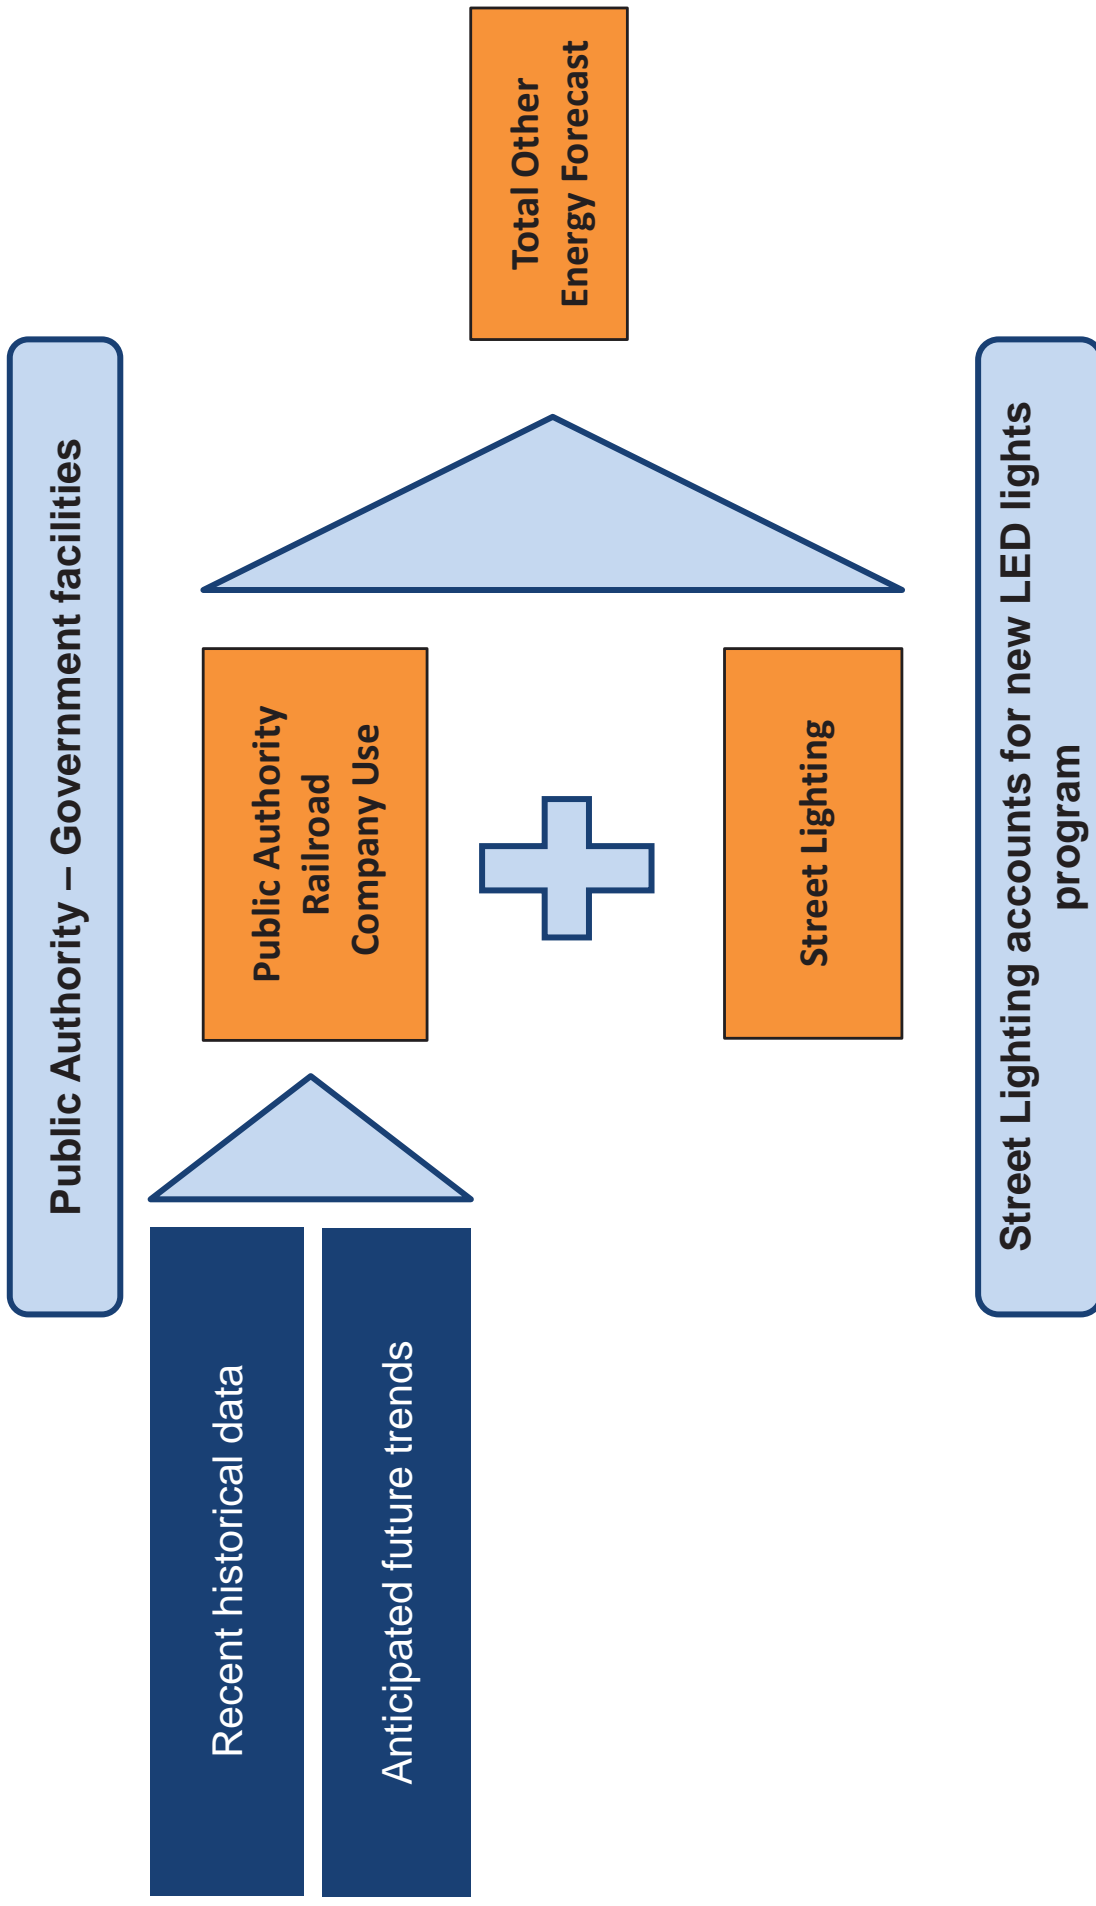 Public Authority – Government facilities
Recent historical data
Anticipated future trends
Public Authority
Railroad
Company Use
Street Lighting
Total Other
Energy Forecast
Street Lighting accounts for new LED lights
program